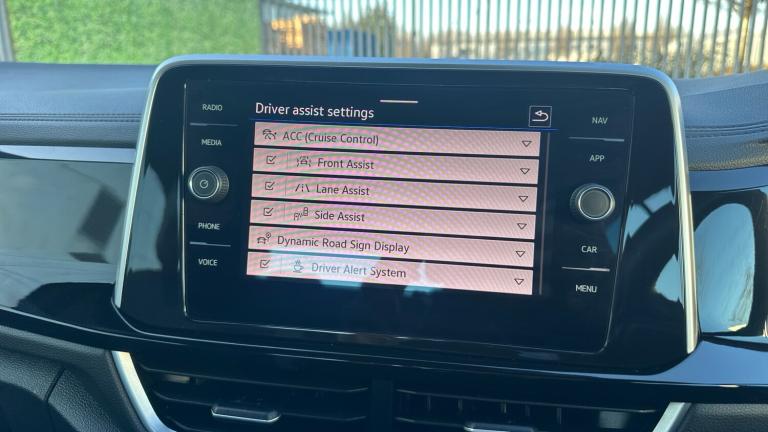 RADIO
MEDIA
PHONE
VOICE
Driver assist settings
ACC (Cruise Control)
Front Assist
Lane Assist
Side Assist
Dynamic Road Sign Display
Driver Alert System
NAV
APP
CAR
MENU